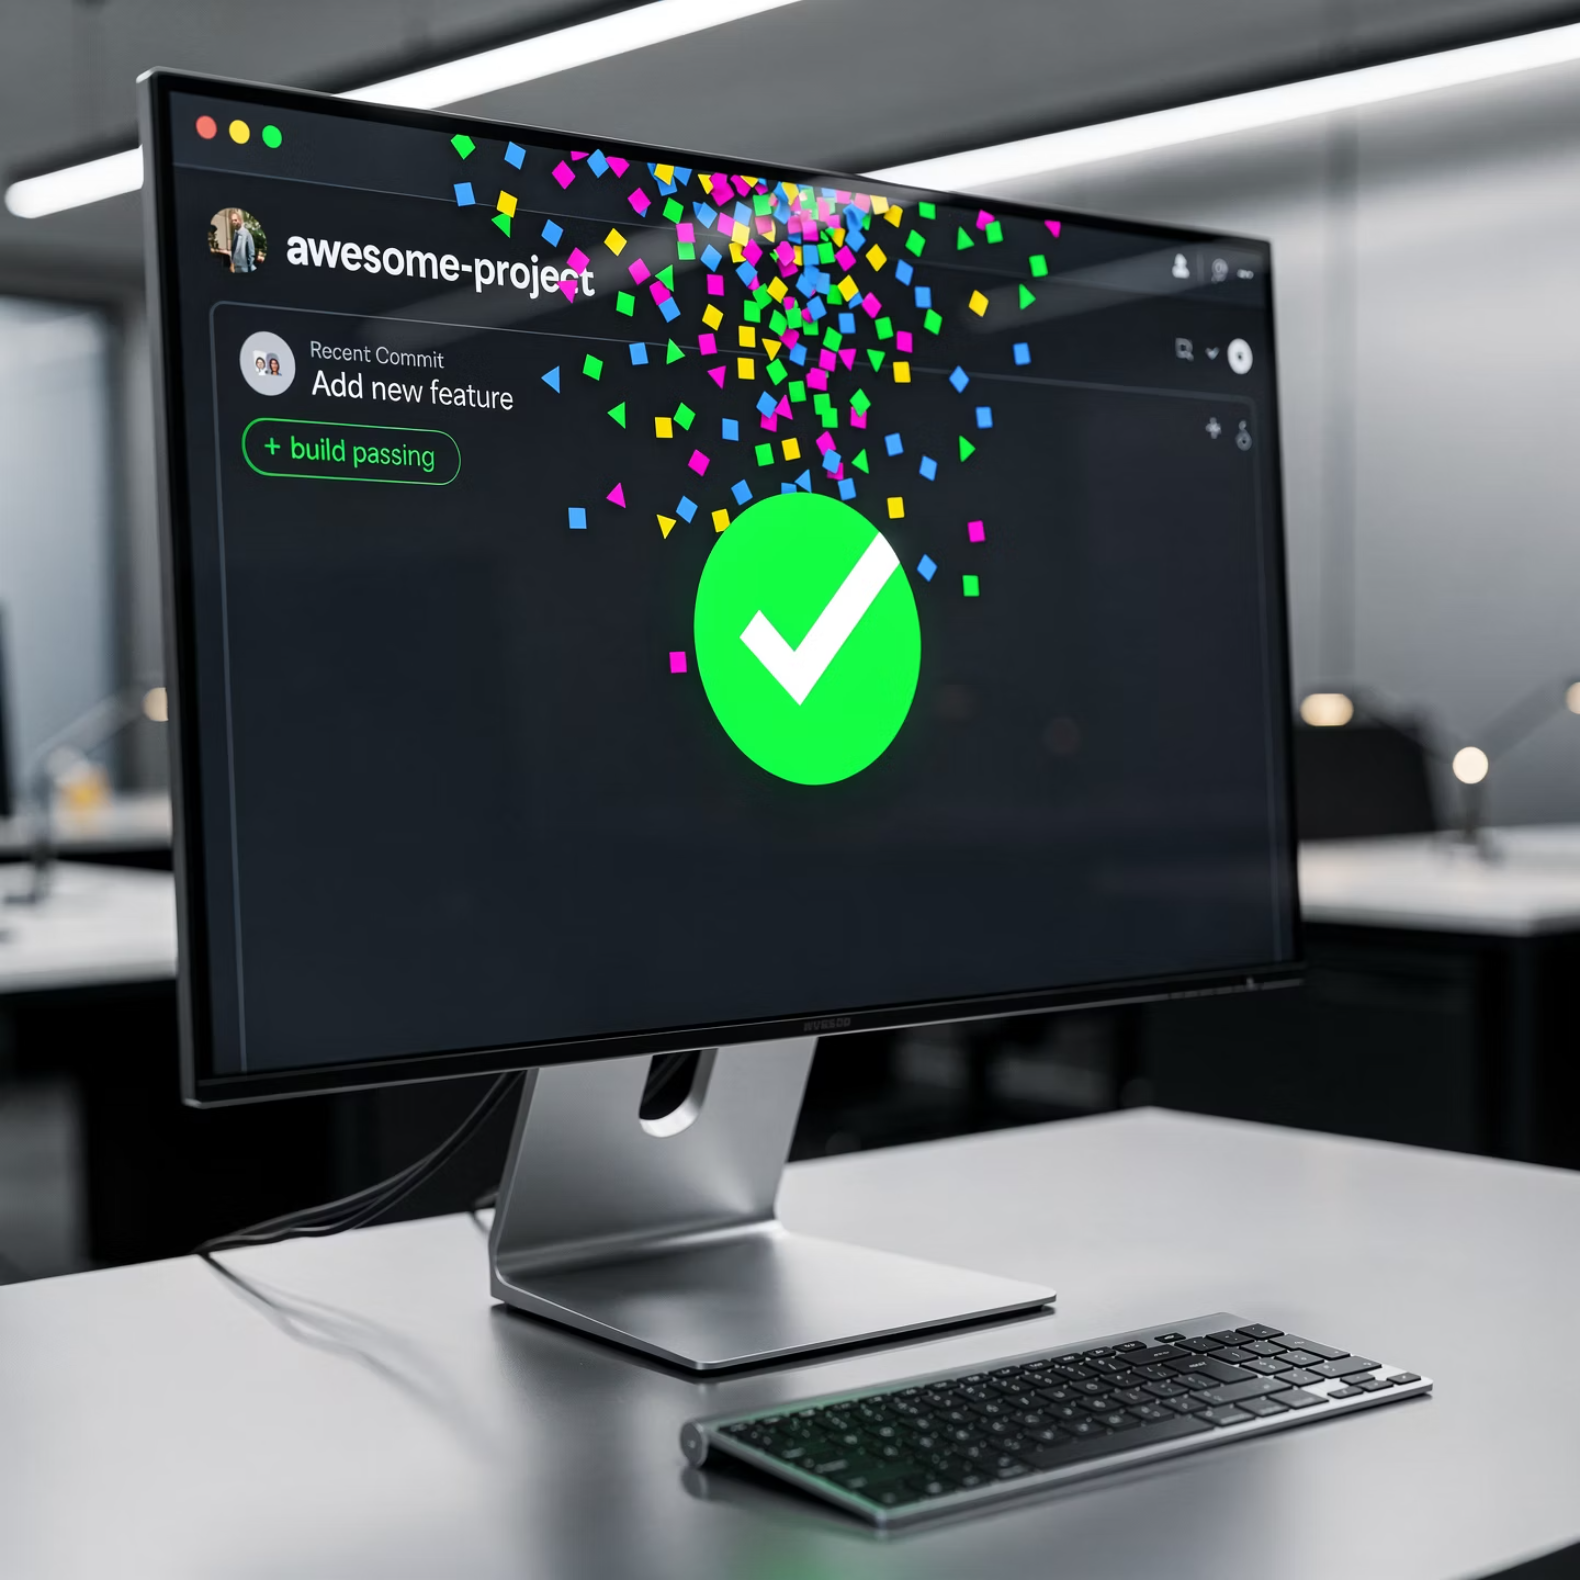 awesome-project
Recent Commit
Add new feature
+ build passing